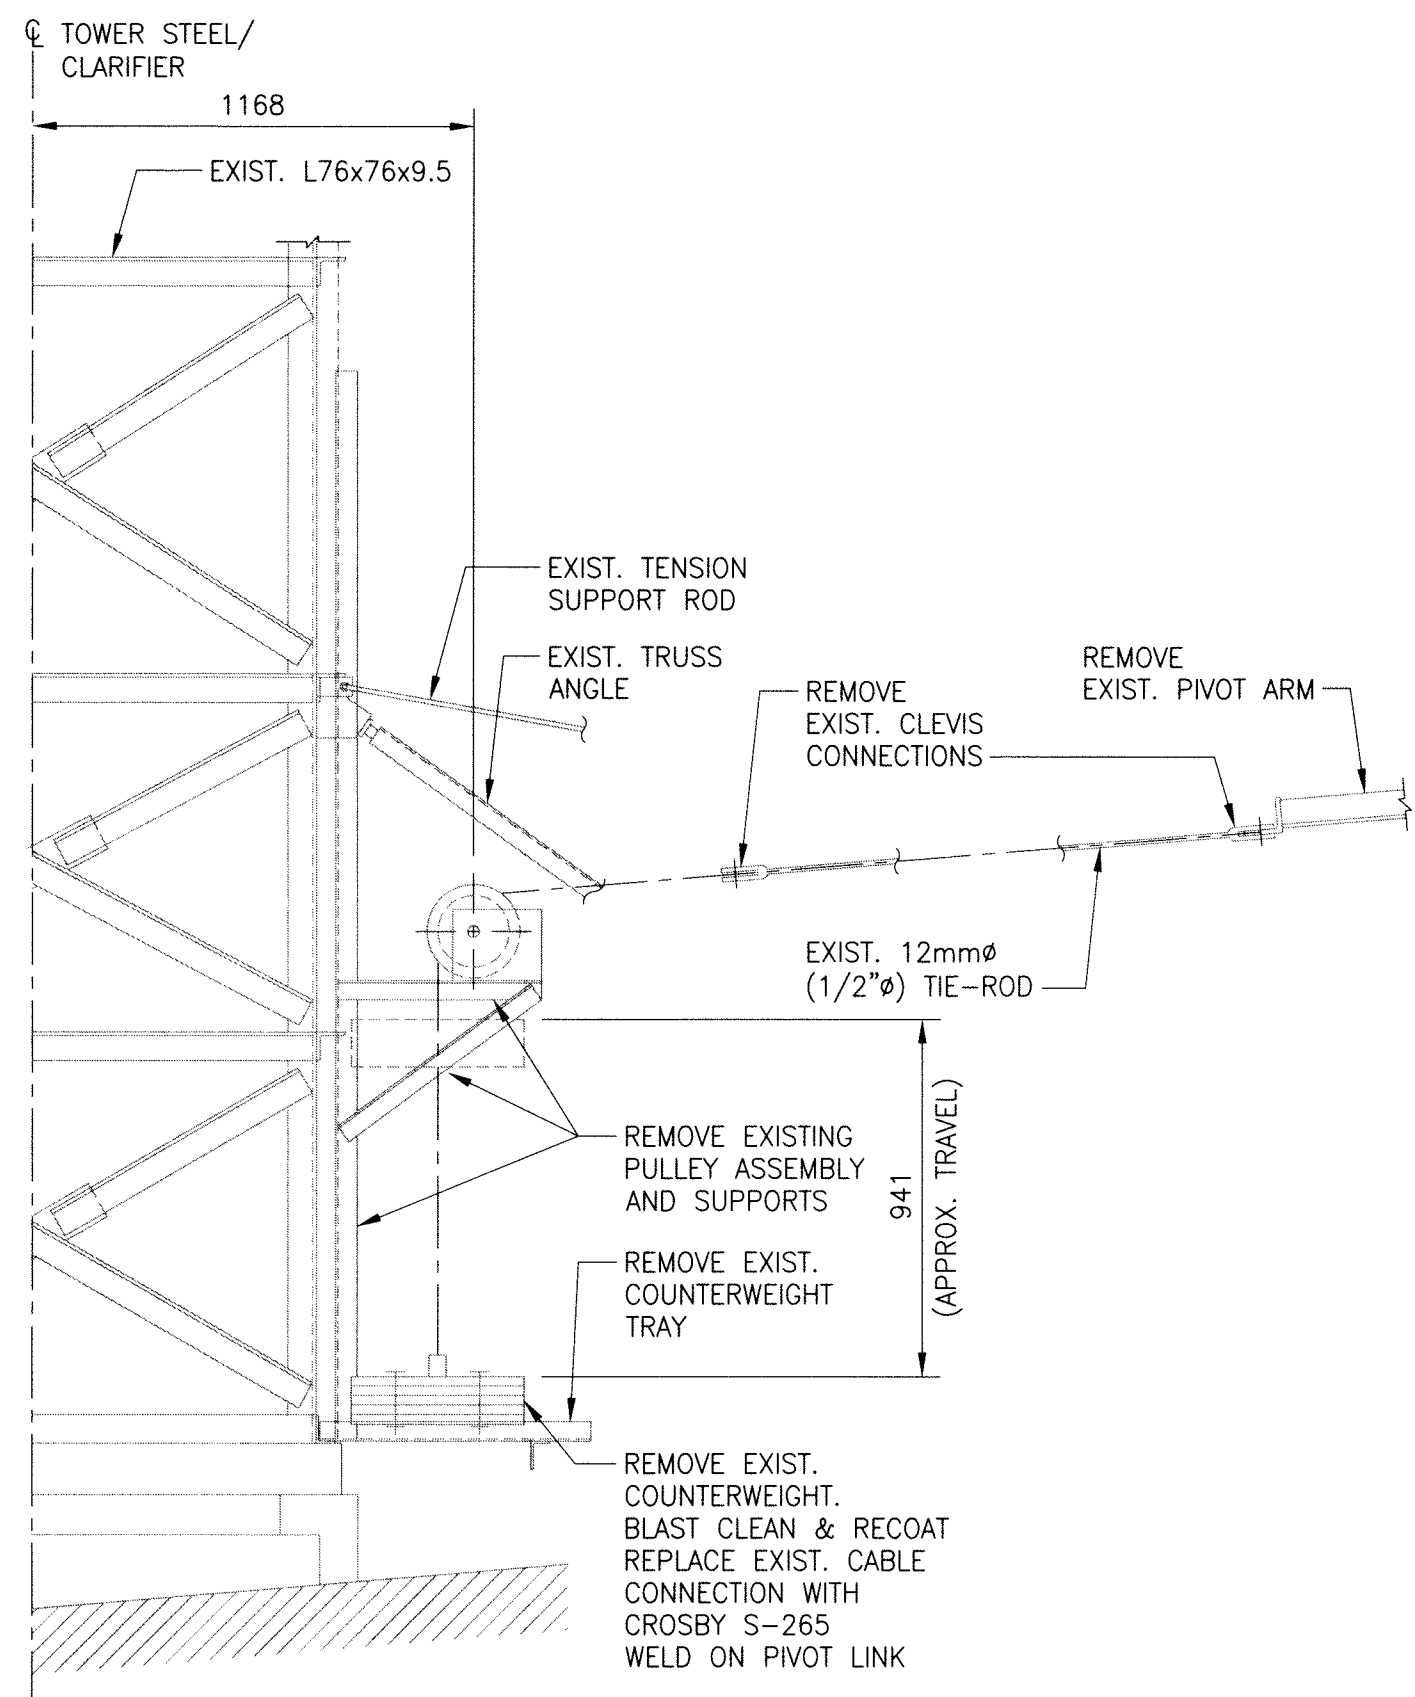 ℄ TOWER STEEL/
CLARIFIER
1168
EXIST. L76x76x9.5
EXIST. TENSION
SUPPORT ROD
EXIST. TRUSS
ANGLE
REMOVE
EXIST. CLEVIS
CONNECTIONS
REMOVE
EXIST. PIVOT ARM
EXIST. 12mmø
(1/2"ø) TIE-ROD
REMOVE EXISTING
PULLEY ASSEMBLY
AND SUPPORTS
941
(APPROX. TRAVEL)
REMOVE EXIST.
COUNTERWEIGHT
TRAY
REMOVE EXIST.
COUNTERWEIGHT.
BLAST CLEAN & RECOAT
REPLACE EXIST. CABLE
CONNECTION WITH
CROSBY S-265
WELD ON PIVOT LINK